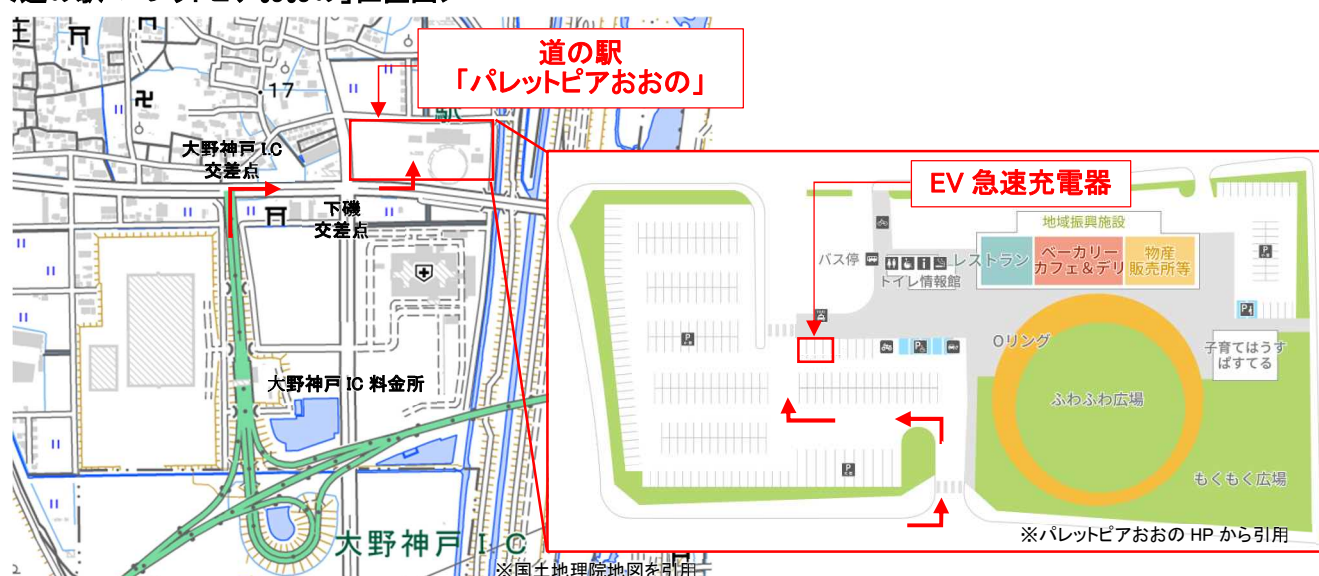 道の駅
「パレットピアおおの」
17
大野神戸 I.C
交差点
下磯
交差点
大野神戸 IC 料金所
大野神戸 I C
※国土地理院地図を引用
EV 急速充電器
地域振興施設
レストラン
ベーカリー
カフェ&デリ
物産
販売所等
バス停
トイレ情報館
Oリング
子育てはうす
ぱすてる
ふわふわ広場
もくもく広場
※パレットピアおおの HP から引用